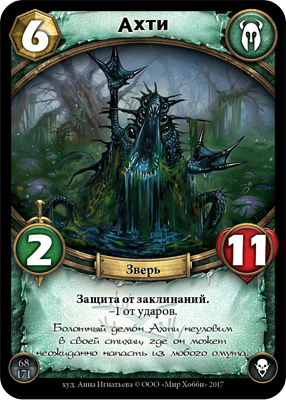 6
Ахти
2
11
Зверь
Защита от заклинаний.
–1 от ударов.
Болотный демон Ахти неуловим
в своей стихии, где он может
неожиданно напасть из любого омута.
68
171
худ. Анна Игнатьева © ООО «Мир Хобби» 2017